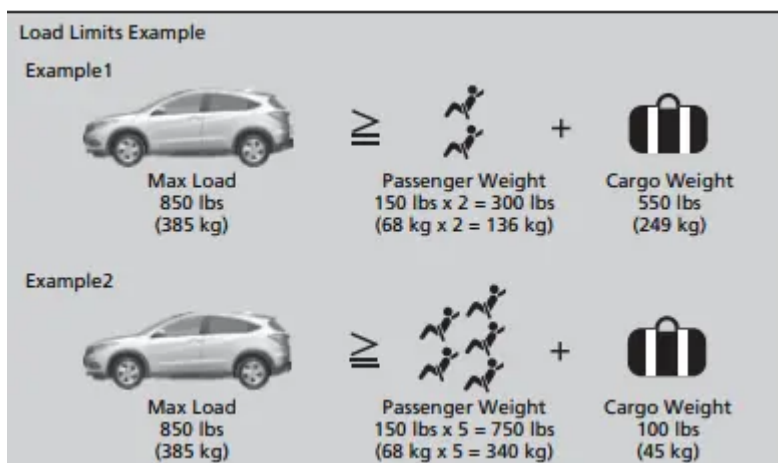 Load Limits Example
Example1
≧ +
Max Load Passenger Weight Cargo Weight
850 lbs 150 lbs x 2 = 300 lbs 550 lbs
(385 kg) (68 kg x 2 = 136 kg) (249 kg)
Example2
≧ +
Max Load Passenger Weight Cargo Weight
850 lbs 150 lbs x 5 = 750 lbs 100 lbs
(385 kg) (68 kg x 5 = 340 kg) (45 kg)